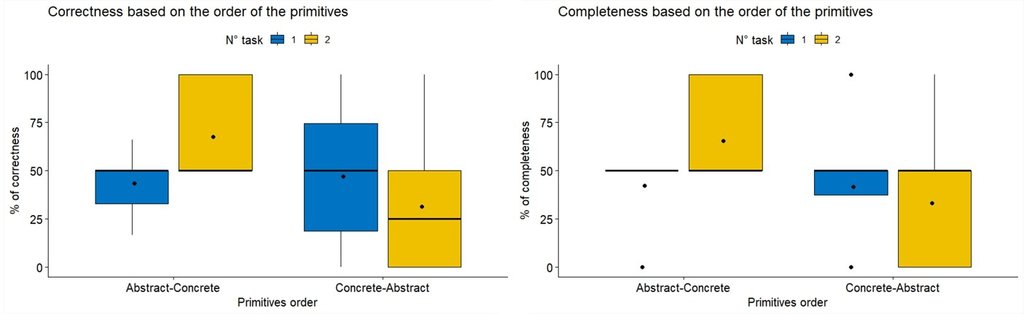 Correctness based on the order of the primitives
N° task 1 2
100
75
50
25
0
% of correctness
Abstract-Concrete Concrete-Abstract
Primitives order
Completeness based on the order of the primitives
N° task 1 2
100
75
50
25
0
% of completeness
Abstract-Concrete Concrete-Abstract
Primitives order